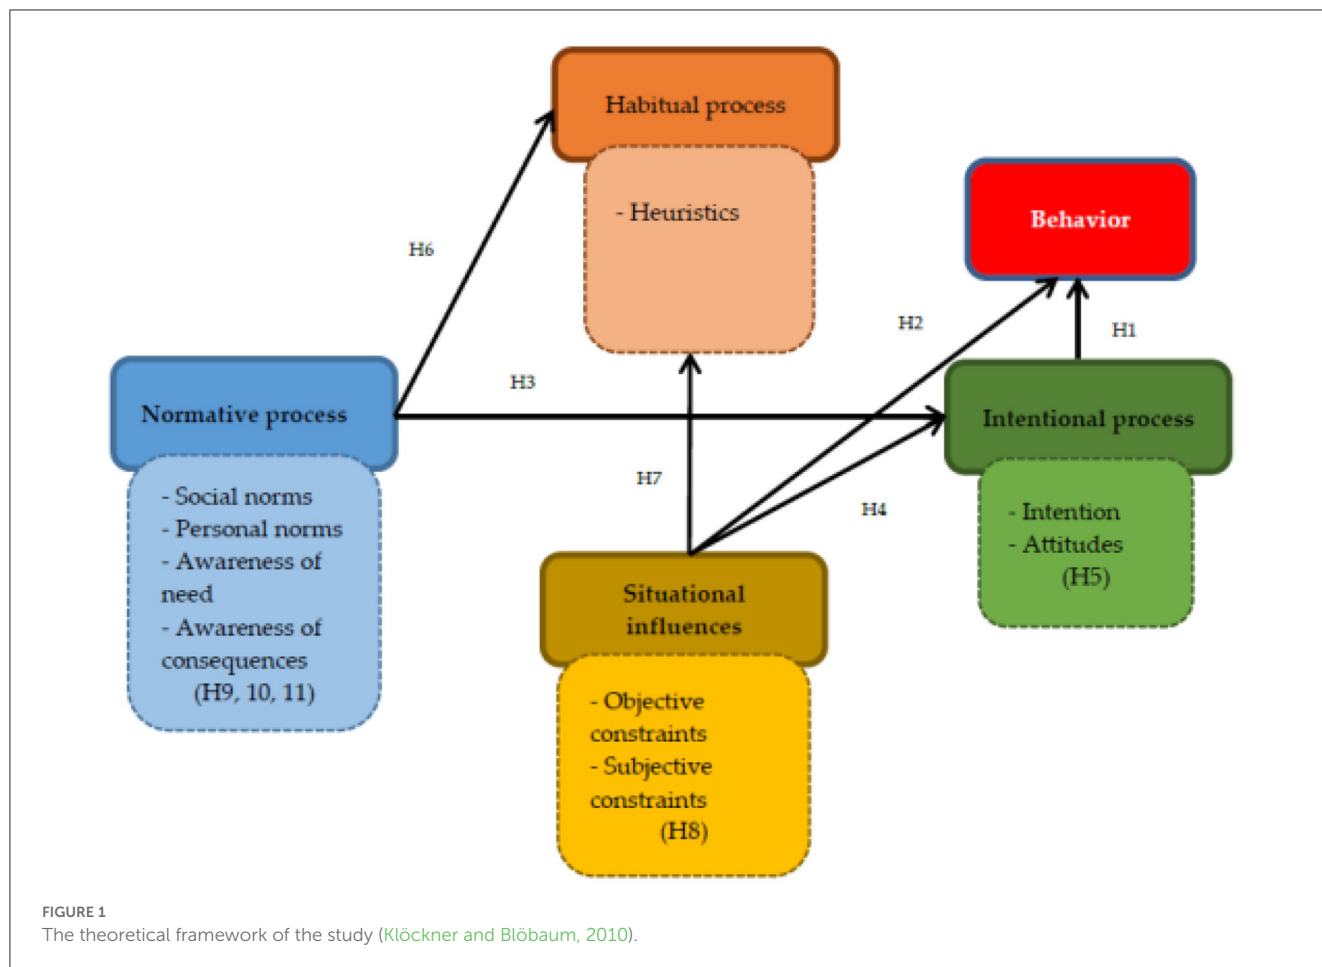 Habitual process
- Heuristics
Behavior
H6
H2
H1
H3
Normative process
Intentional process
H7
H4
- Social norms
- Personal norms
- Awareness of
need
- Awareness of
consequences
(H9, 10, 11)
- Intention
- Attitudes
(H5)
Situational
influences
- Objective
constraints
- Subjective
constraints
(H8)
FIGURE 1
The theoretical framework of the study (Klöckner and Blöbaum, 2010).